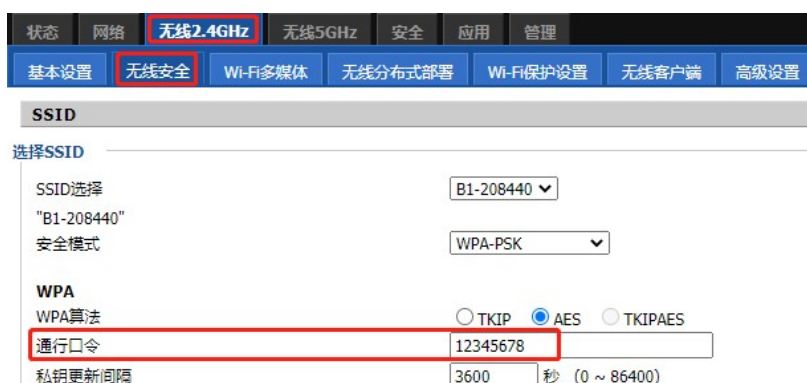 状态 网络 无线2.4GHz 无线5GHz 安全 应用 管理
基本设置 无线安全 Wi-Fi多媒体 无线分布式部署 Wi-Fi保护设置 无线客户端 高级设置
SSID
选择SSID
SSID选择 B1-208440
"B1-208440"
安全模式 WPA-PSK
WPA
WPA算法 TKIP AES TKIPAES
通行口令 12345678
私钥更新间隔 3600 秒 (0 ~ 86400)